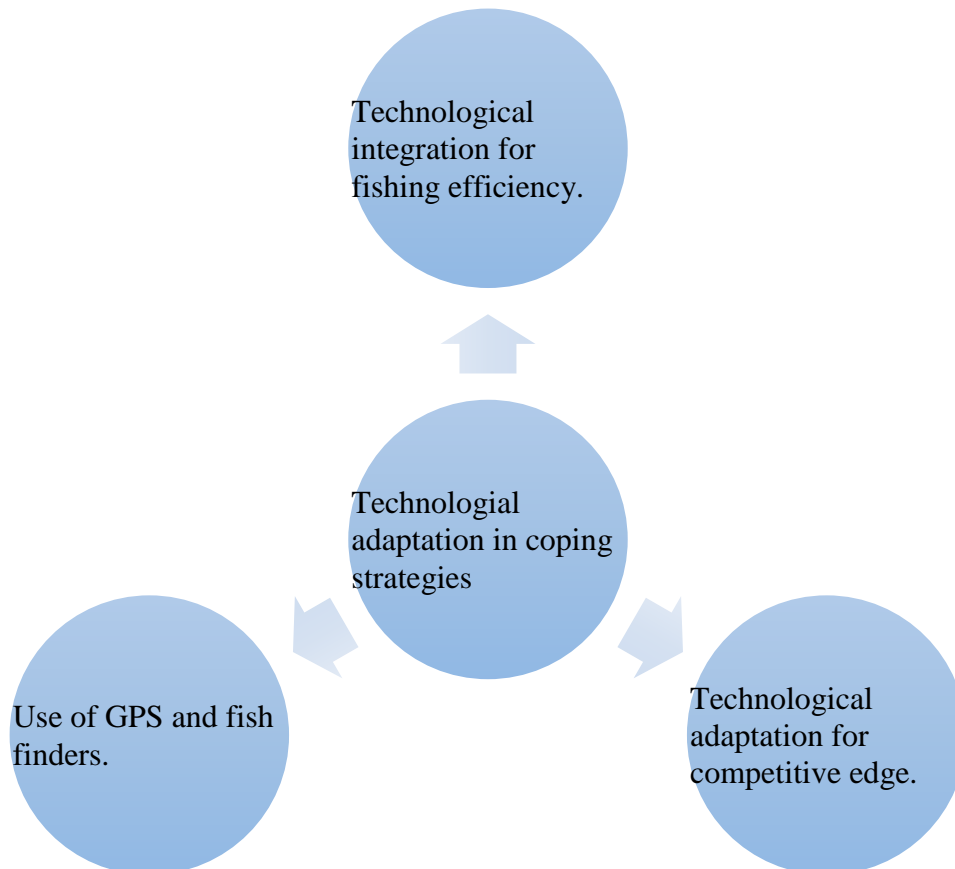 Technological
integration for
fishing efficiency.
Technologial
adaptation in coping
strategies
Use of GPS and fish
finders.
Technological
adaptation for
competitive edge.